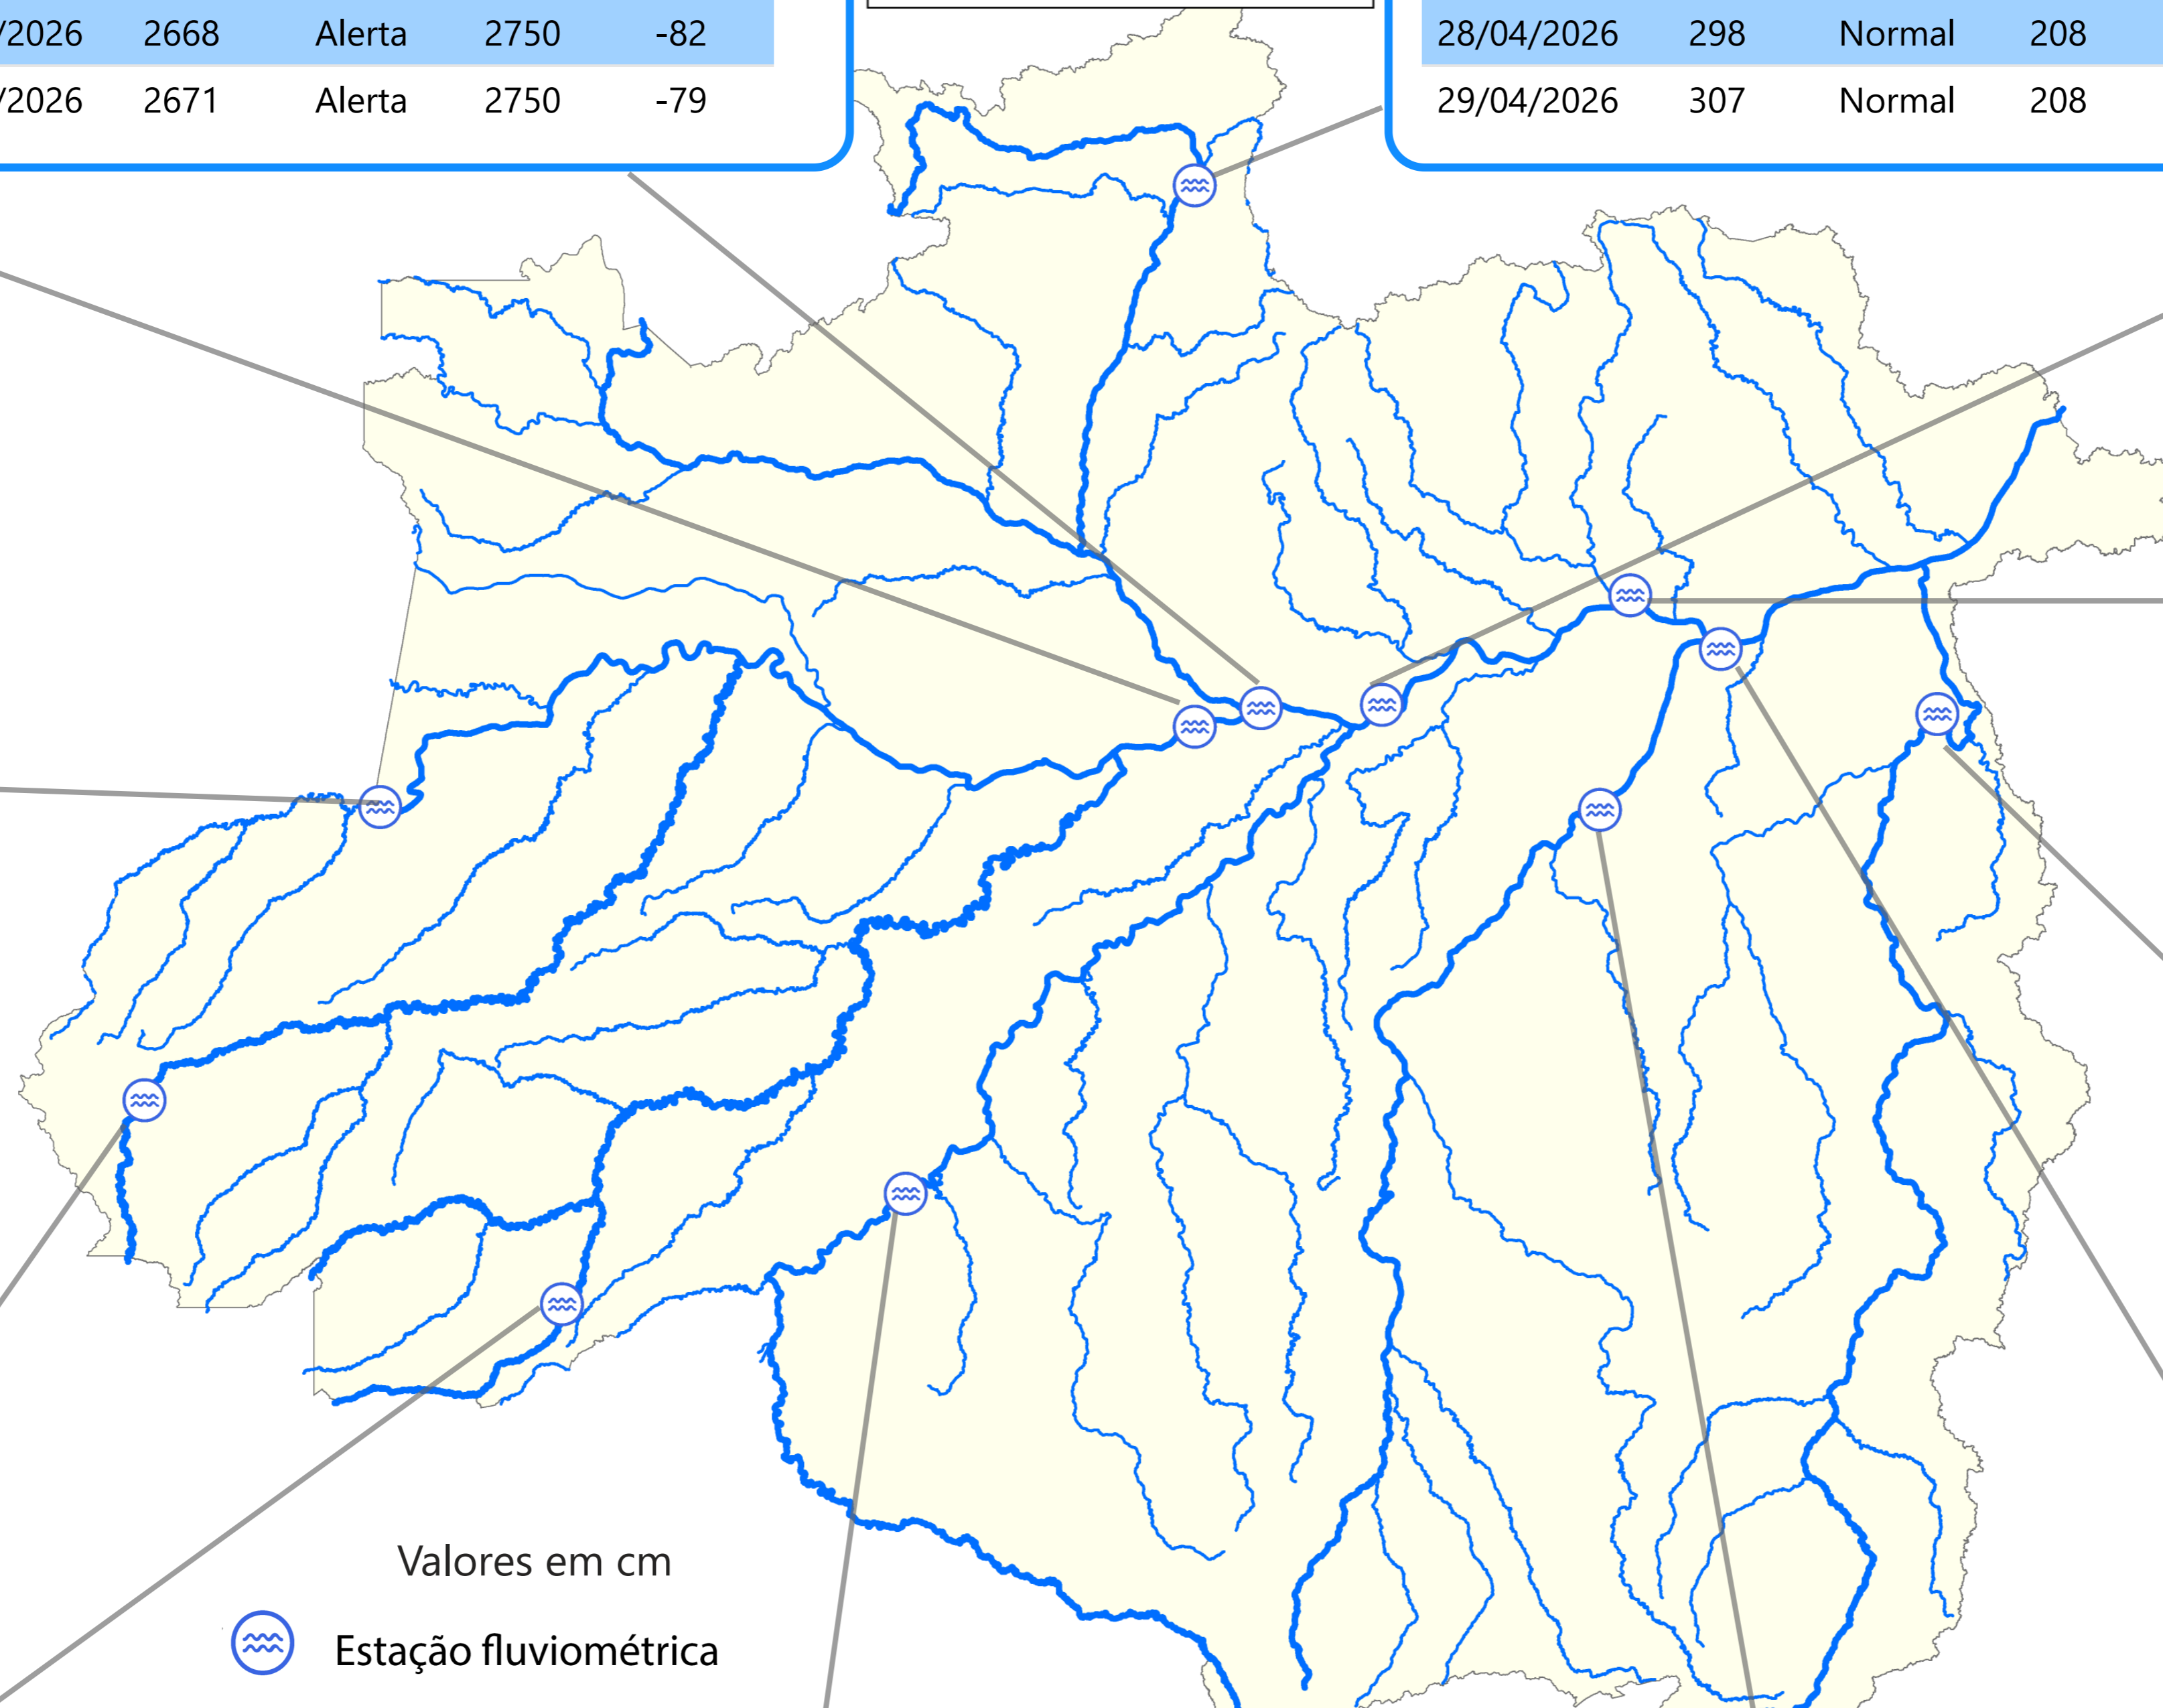 /2026 2668 Alerta 2750 -82
/2026 2671 Alerta 2750 -79
28/04/2026 298 Normal 208
29/04/2026 307 Normal 208
Valores em cm
Estação fluviométrica